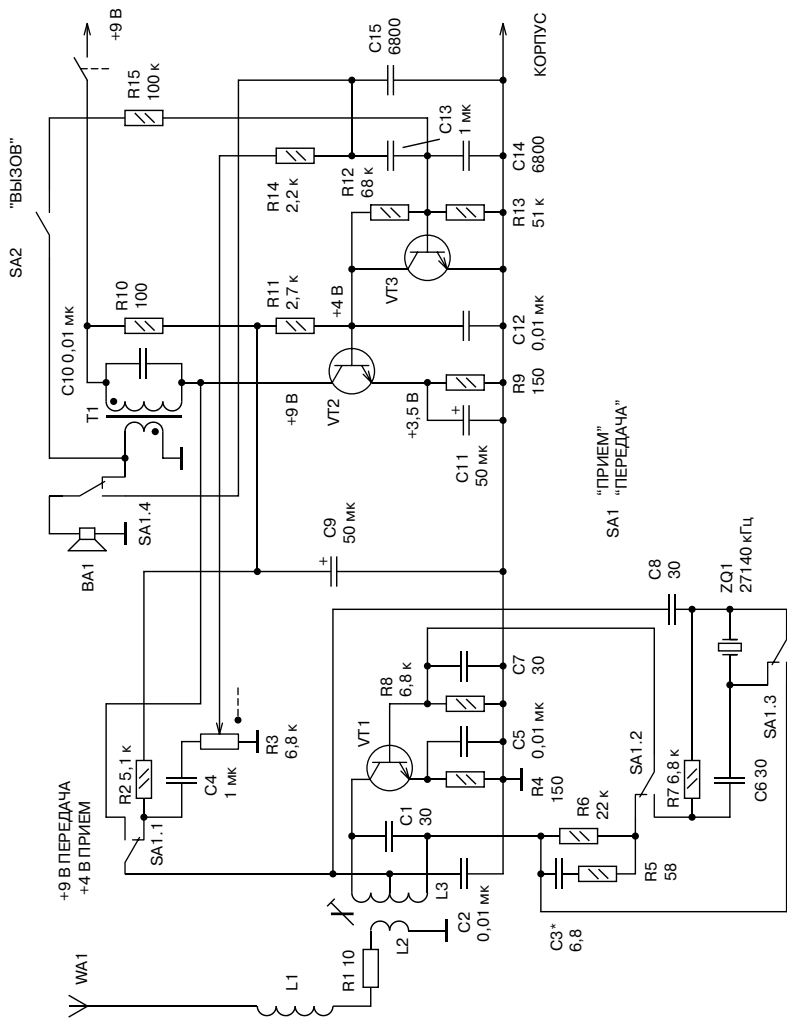 WA1
L1
R1 10
L2
L3
C2
0,01 мк
+9 В ПЕРЕДАЧА
+4 В ПРИЕМ
SA1.1
R2 5,1 к
C4
1 мк
R3
6,8 к
C1
30
VT1
R8
6,8 к
R4
150
C5
0,01 мк
C7
30
C3*
6,8
R5
58
R6
22 к
SA1.2
R7 6,8 к
C6 30
SA1.3
ZQ1
27140 кГц
C8
30
SA1 “ПРИЕМ”
“ПЕРЕДАЧА”
BA1
SA1.4
C9
50 мк
T1
C10 0,01 мк
+9 В
VT2
+3,5 В
C11
50 мк
R9
150
R10
100
R11
2,7 к
+4 В
C12
0,01 мк
SA2
"ВЫЗОВ"
VT3
R14
2,2 к
R12
68 к
R13
51 к
C13
1 мк
C14
6800
R15
100 к
C15
6800
+9 В
КОРПУС